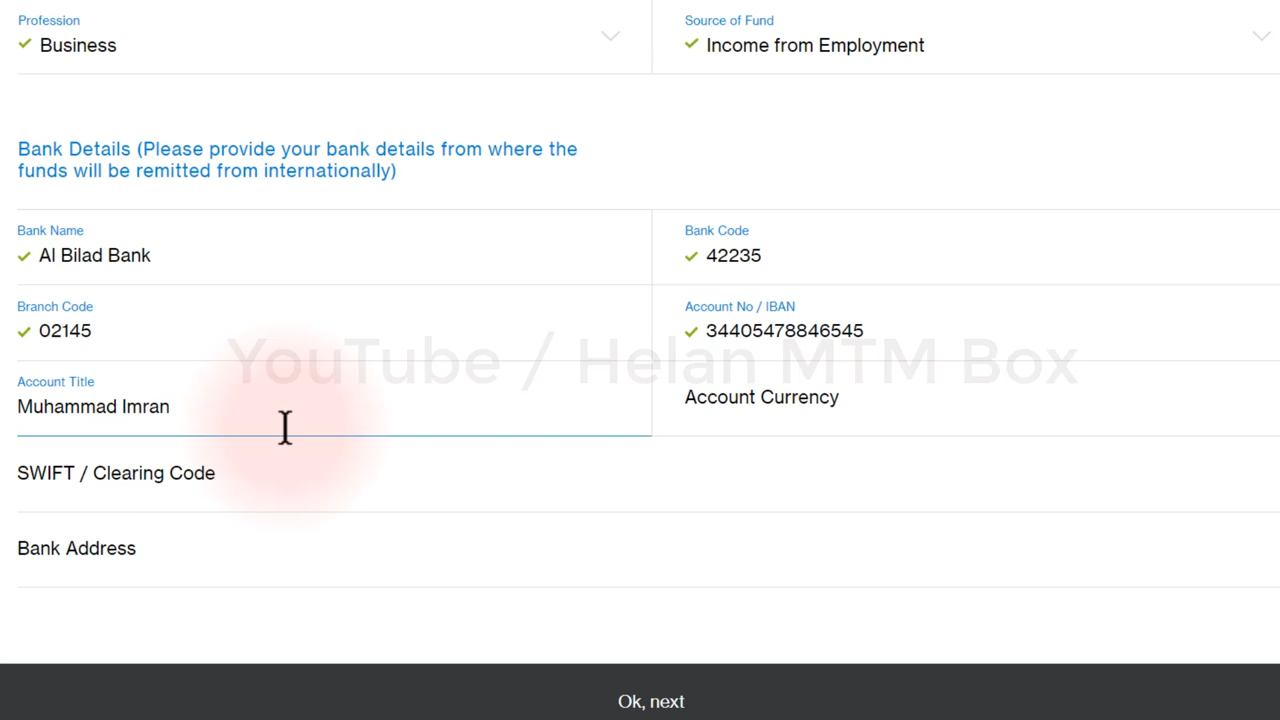 Profession
Business
Source of Fund
Income from Employment
Bank Details (Please provide your bank details from where the
funds will be remitted from internationally)
Bank Name
Al Bilad Bank
Bank Code
42235
Branch Code
02145
Account No / IBAN
34405478846545
YouTube / Helan MTM Box
Account Title
Muhammad Imran
Account Currency
SWIFT / Clearing Code
Bank Address
Ok, next